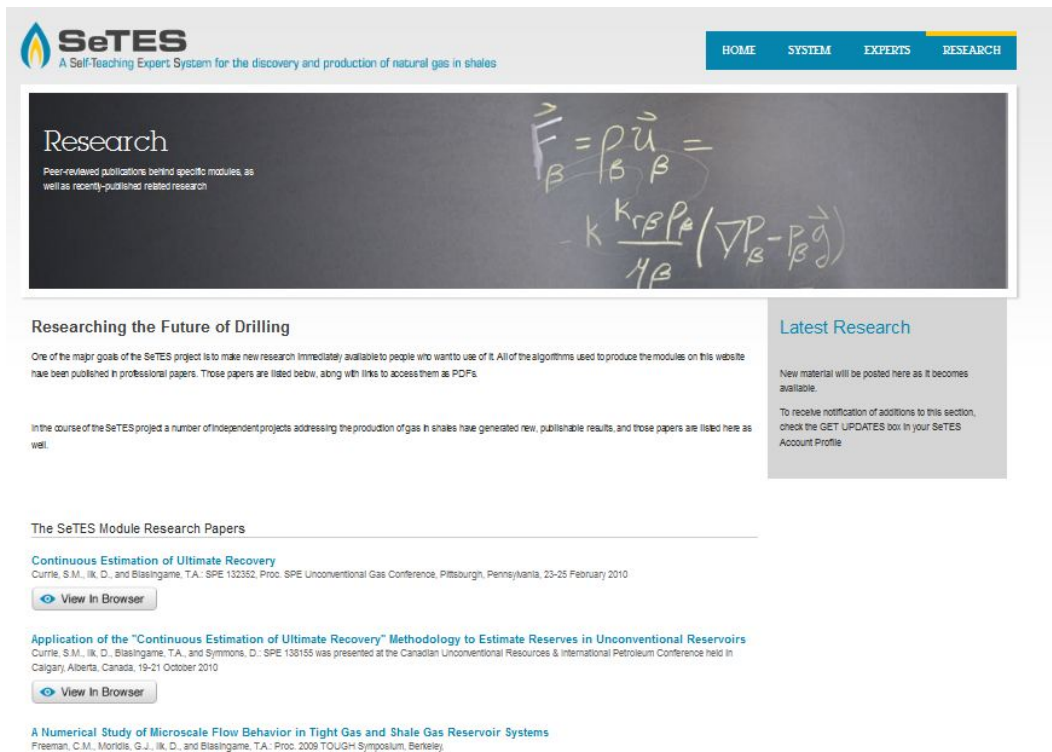 SeTES
A Self-Teaching Expert System for the discovery and production of natural gas in shales
HOME SYSTEM EXPERTS RESEARCH
Research
Peer-reviewed publications behind specific modules, as
well as recently-published related research
F⃗β = ρβ u⃗β =
- k krβ ρβ / μβ (∇Pβ - ρβ g⃗)
Researching the Future of Drilling
One of the major goals of the SeTES project is to make new research immediately available to people who want to use of it. All of the algorithms used to produce the modules on this website
have been published in professional papers. Those papers are listed below, along with links to access them as PDFs.
In the course of the SeTES project a number of independent projects addressing the production of gas in shales have generated new, publishable results, and those papers are listed here as
well.
Latest Research
New material will be posted here as it becomes
available.
To receive notification of additions to this section,
check the GET UPDATES box in your SeTES
Account Profile
The SeTES Module Research Papers
Continuous Estimation of Ultimate Recovery
Currie, S.M., Ilk, D., and Blasingame, T.A.: SPE 132352, Proc. SPE Unconventional Gas Conference, Pittsburgh, Pennsylvania, 23-25 February 2010
View In Browser
Application of the "Continuous Estimation of Ultimate Recovery" Methodology to Estimate Reserves in Unconventional Reservoirs
Currie, S.M., Ilk, D., Blasingame, T.A., and Symmons, D.: SPE 138155 was presented at the Canadian Unconventional Resources & International Petroleum Conference held in
Calgary, Alberta, Canada, 19-21 October 2010
View In Browser
A Numerical Study of Microscale Flow Behavior in Tight Gas and Shale Gas Reservoir Systems
Freeman, C.M., Moridis, G.J., Ilk, D., and Blasingame, T.A.: Proc. 2009 TOUGH Symposium, Berkeley,